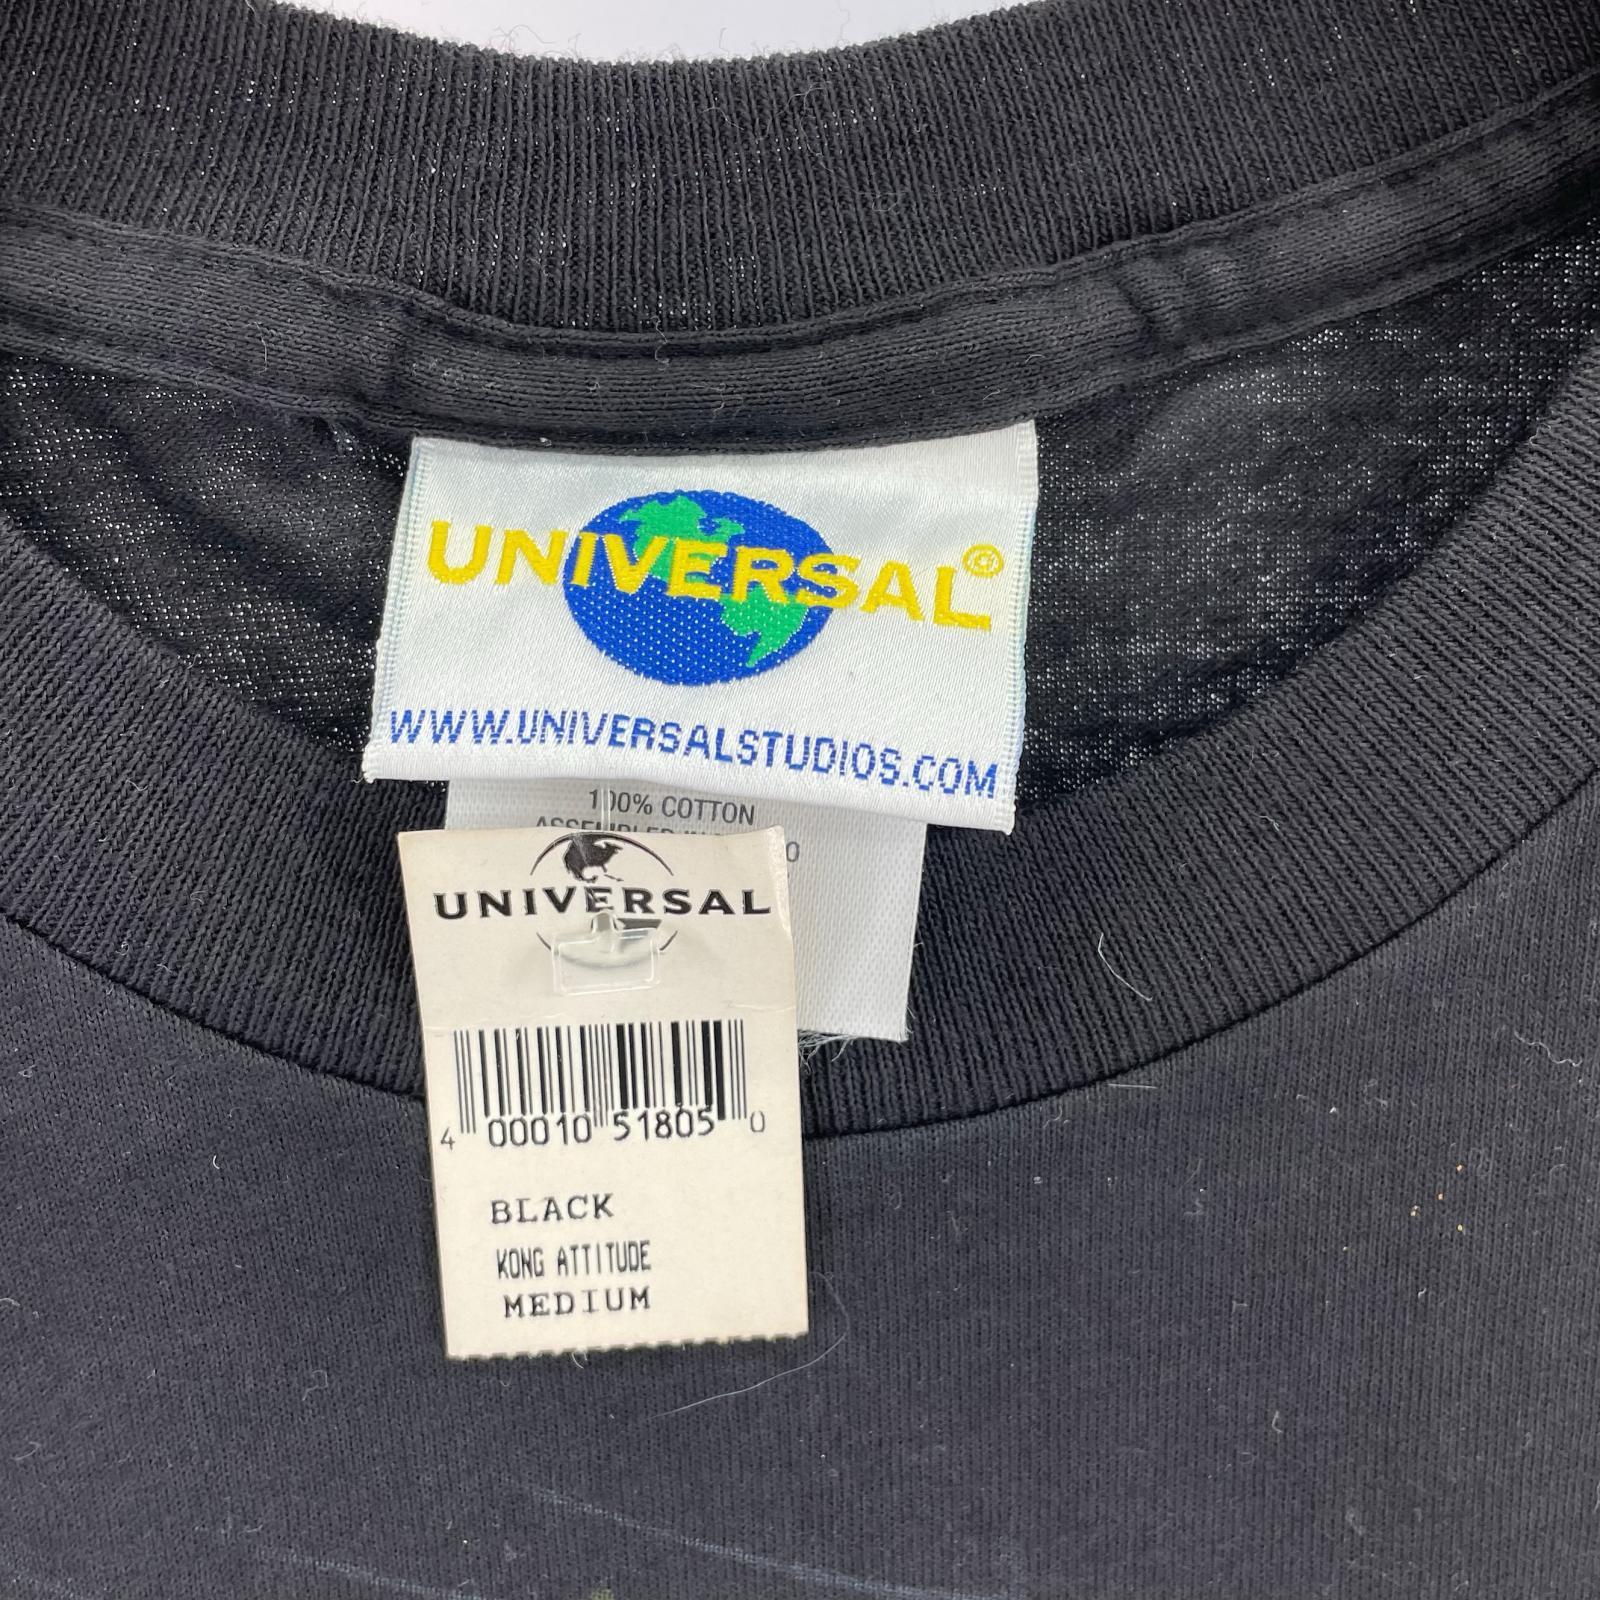 UNIVERSAL®
WWW.UNIVERSALSTUDIOS.COM
100% COTTON
UNIVERSAL
4 00010 51805 0
BLACK
KONG ATTITUDE
MEDIUM